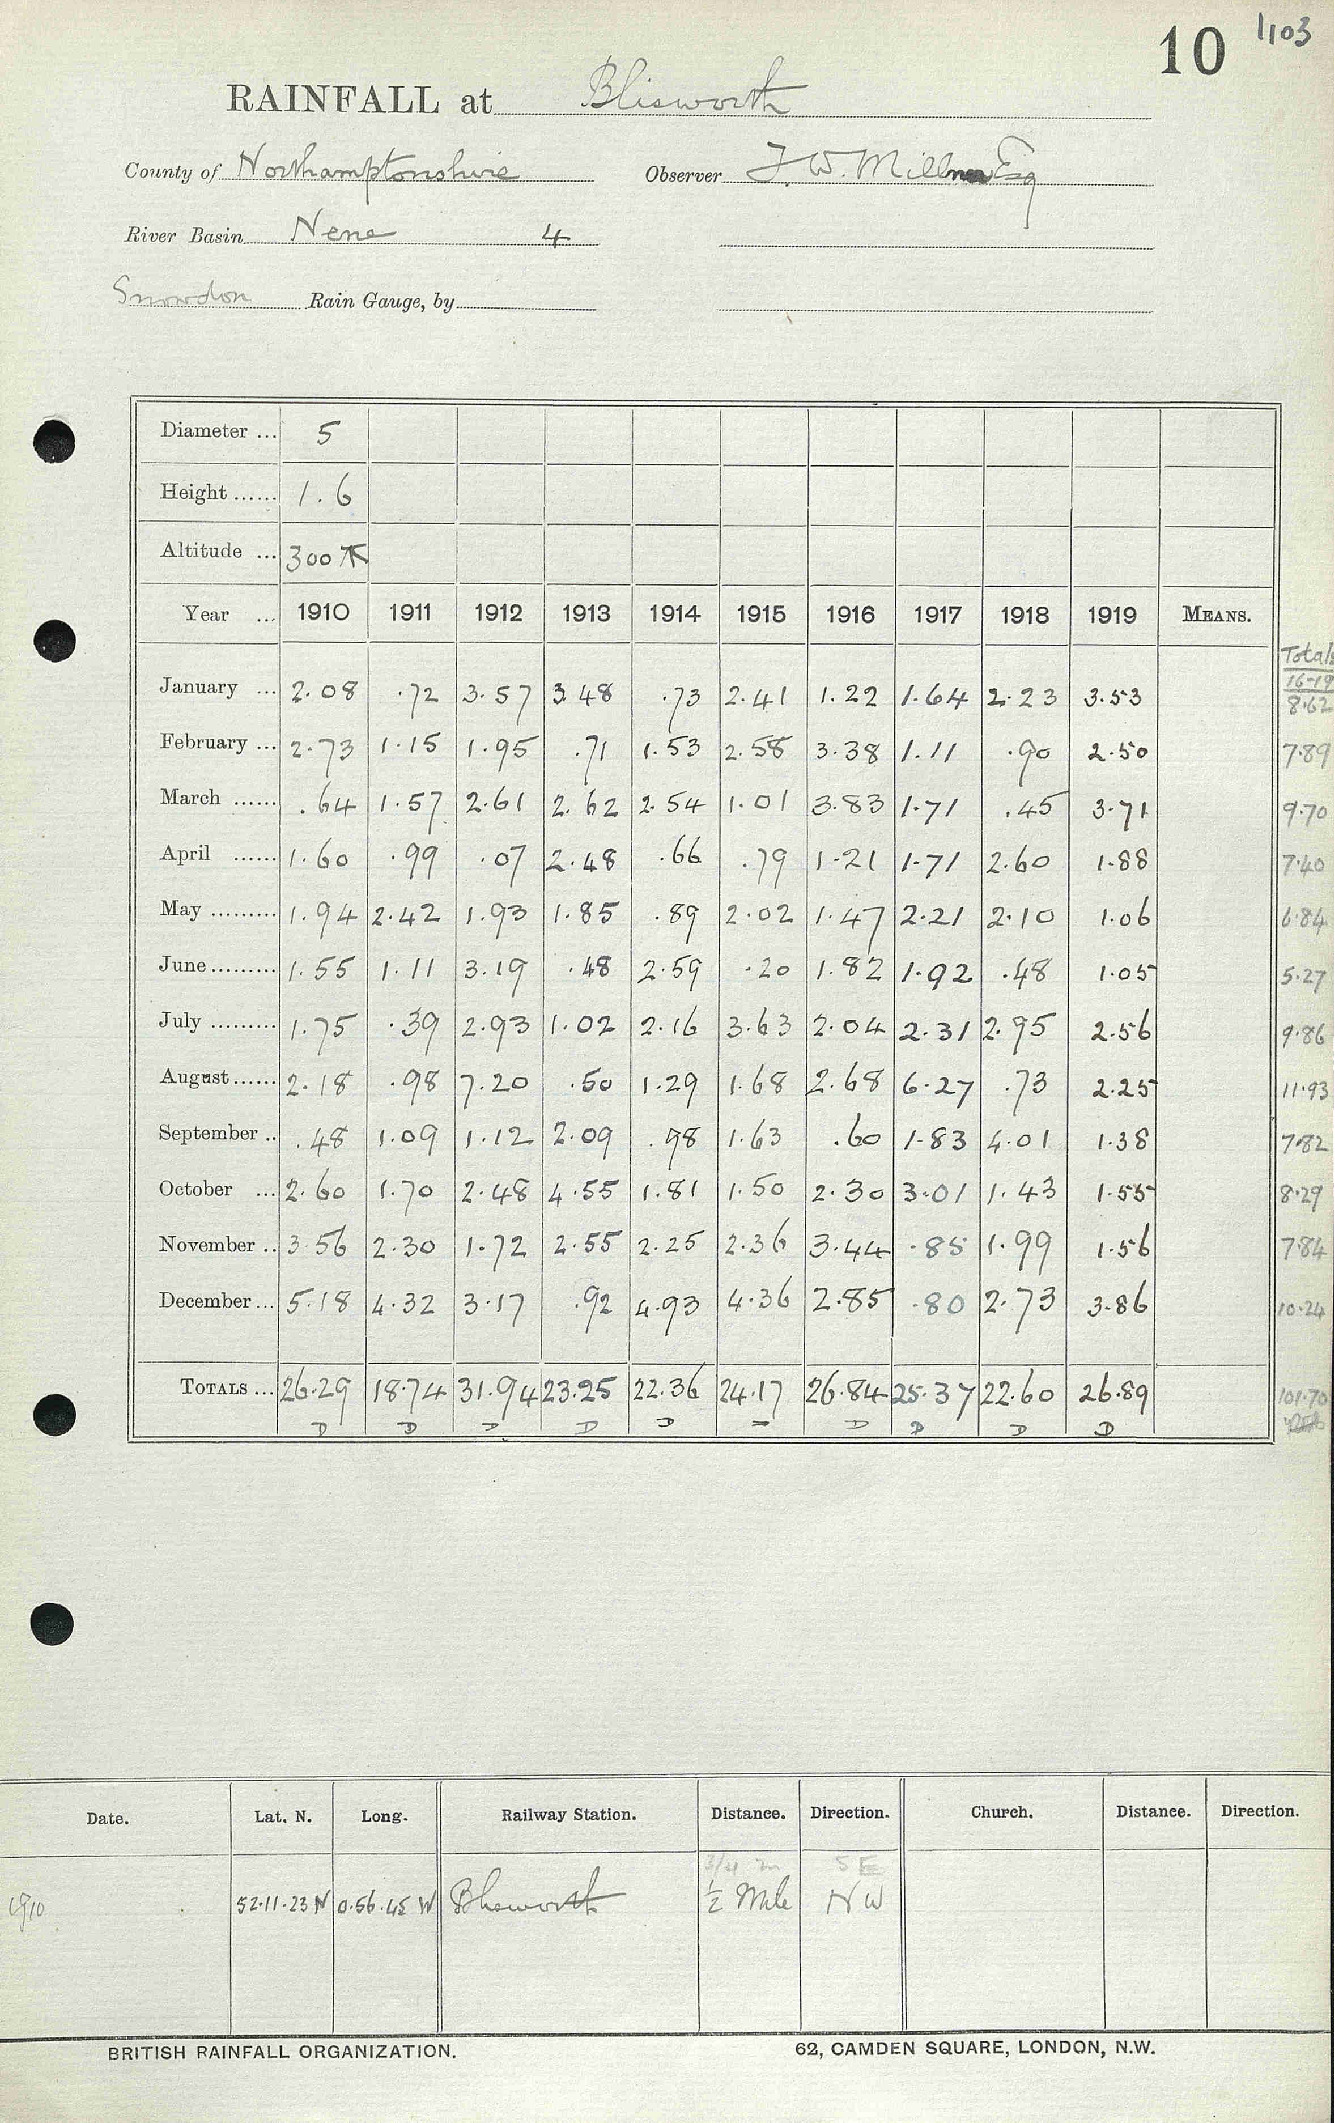 10 1103
RAINFALL at Blisworth
County of Northamptonshire Observer F. W. Millner Esq
River Basin Nene 4
Snowdon Rain Gauge, by
Diameter ... 5
Height ...... 1.6
Altitude ... 300
Year ... 1910 1911 1912 1913 1914 1915 1916 1917 1918 1919 MEANS. Totals 16-19
January ... 2.08 .72 3.57 3.48 .73 2.41 1.22 1.64 2.23 3.53 8.62
February ... 2.73 1.15 1.95 .71 1.53 2.58 3.38 1.11 .90 2.50 7.89
March ...... .64 1.57 2.61 2.62 2.54 1.01 3.83 1.71 .45 3.71 9.70
April ...... 1.60 .99 .07 2.48 .66 .79 1.21 1.71 2.60 1.88 7.40
May ......... 1.94 2.42 1.93 1.85 .89 2.02 1.47 2.21 2.10 1.06 6.84
June ......... 1.55 1.11 3.19 .48 2.59 .20 1.82 1.92 .48 1.05 5.27
July ......... 1.75 .39 2.93 1.02 2.16 3.63 2.04 2.31 2.95 2.56 9.86
August ...... 2.18 .98 7.20 .50 1.29 1.68 2.68 6.27 .73 2.25 11.93
September .. .48 1.09 1.12 2.09 .98 1.63 .60 1.83 4.01 1.38 7.82
October ... 2.60 1.70 2.48 4.55 1.81 1.50 2.30 3.01 1.43 1.55 8.29
November .. 3.56 2.30 1.72 2.55 2.25 2.36 3.44 .85 1.99 1.56 7.84
December ... 5.18 4.32 3.17 .92 4.93 4.36 2.85 .80 2.73 3.86 10.24
TOTALS ... 26.29 18.74 31.94 23.25 22.36 24.17 26.84 25.37 22.60 26.89 101.70
D D D D D D D D D
Date. Lat. N. Long. Railway Station. Distance. Direction. Church. Distance. Direction.
3/4 m SE
1910 52.11.23 N 0.56.45 W Blisworth 1/2 Mile NW
BRITISH RAINFALL ORGANIZATION. 62, CAMDEN SQUARE, LONDON, N.W.